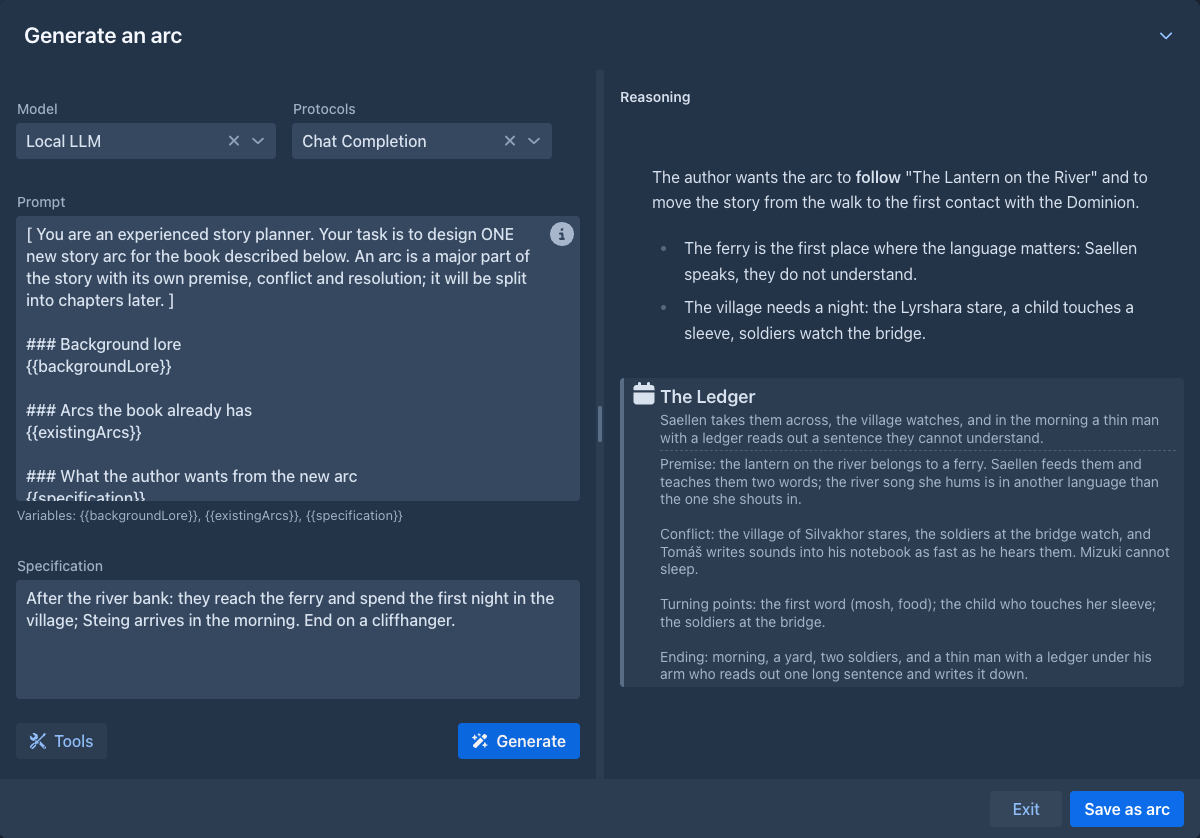 Generate an arc
Model
Protocols
Local LLM
Chat Completion
Prompt
[ You are an experienced story planner. Your task is to design ONE
new story arc for the book described below. An arc is a major part of
the story with its own premise, conflict and resolution; it will be split
into chapters later. ]
### Background lore
{{backgroundLore}}
### Arcs the book already has
{{existingArcs}}
### What the author wants from the new arc
{{specification}}
Variables: {{backgroundLore}}, {{existingArcs}}, {{specification}}
Specification
After the river bank: they reach the ferry and spend the first night in the
village; Steing arrives in the morning. End on a cliffhanger.
Tools
Generate
Reasoning
The author wants the arc to follow "The Lantern on the River" and to
move the story from the walk to the first contact with the Dominion.
• The ferry is the first place where the language matters: Saellen
speaks, they do not understand.
• The village needs a night: the Lyrshara stare, a child touches a
sleeve, soldiers watch the bridge.
The Ledger
Saellen takes them across, the village watches, and in the morning a thin man
with a ledger reads out a sentence they cannot understand.
Premise: the lantern on the river belongs to a ferry. Saellen feeds them and
teaches them two words; the river song she hums is in another language than
the one she shouts in.
Conflict: the village of Silvakhor stares, the soldiers at the bridge watch, and
Tomáš writes sounds into his notebook as fast as he hears them. Mizuki cannot
sleep.
Turning points: the first word (mosh, food); the child who touches her sleeve;
the soldiers at the bridge.
Ending: morning, a yard, two soldiers, and a thin man with a ledger under his
arm who reads out one long sentence and writes it down.
Exit
Save as arc